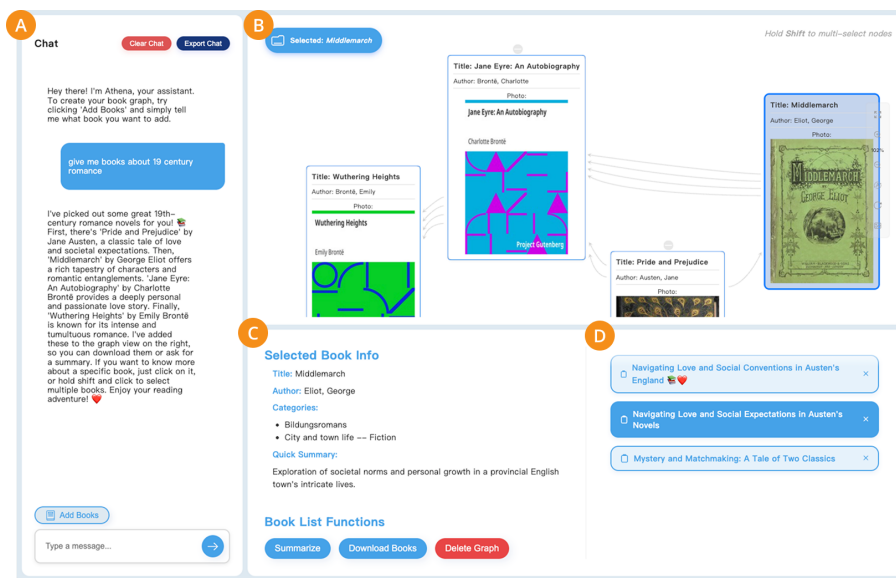 A
Chat
Clear Chat
Export Chat
Hey there! I'm Athena, your assistant.
To create your book graph, try
clicking 'Add Books' and simply tell
me what book you want to add.
give me books about 19 century
romance
I've picked out some great 19th-
century romance novels for you! 📚
First, there's 'Pride and Prejudice' by
Jane Austen, a classic tale of love
and societal expectations. Then,
'Middlemarch' by George Eliot offers
a rich tapestry of characters and
romantic entanglements. 'Jane Eyre:
An Autobiography' by Charlotte
Brontë provides a deeply personal
and passionate love story. Finally,
'Wuthering Heights' by Emily Brontë
is known for its intense and
tumultuous romance. I've added
these to the graph view on the right,
so you can download them or ask for
a summary. If you want to know more
about a specific book, just click on it,
or hold shift and click to select
multiple books. Enjoy your reading
adventure! ❤️
Add Books
Type a message...
B
Selected: Middlemarch
Hold Shift to multi-select nodes
Title: Wuthering Heights
Author: Brontë, Emily
Photo:
Wuthering Heights
Emily Brontë
Title: Jane Eyre: An Autobiography
Author: Brontë, Charlotte
Photo:
Jane Eyre: An Autobiography
Charlotte Brontë
Project Gutenberg
Title: Pride and Prejudice
Author: Austen, Jane
Photo:
Title: Middlemarch
Author: Eliot, George
Photo:
MIDDLEMARCH
BY
GEORGE ELIOT
102%
C
Selected Book Info
Title: Middlemarch
Author: Eliot, George
Categories:
• Bildungsromans
• City and town life -- Fiction
Quick Summary:
Exploration of societal norms and personal growth in a provincial English
town's intricate lives.
Book List Functions
Summarize
Download Books
Delete Graph
D
Navigating Love and Social Conventions in Austen's
England 📚❤️
Navigating Love and Social Expectations in Austen's
Novels
Mystery and Matchmaking: A Tale of Two Classics